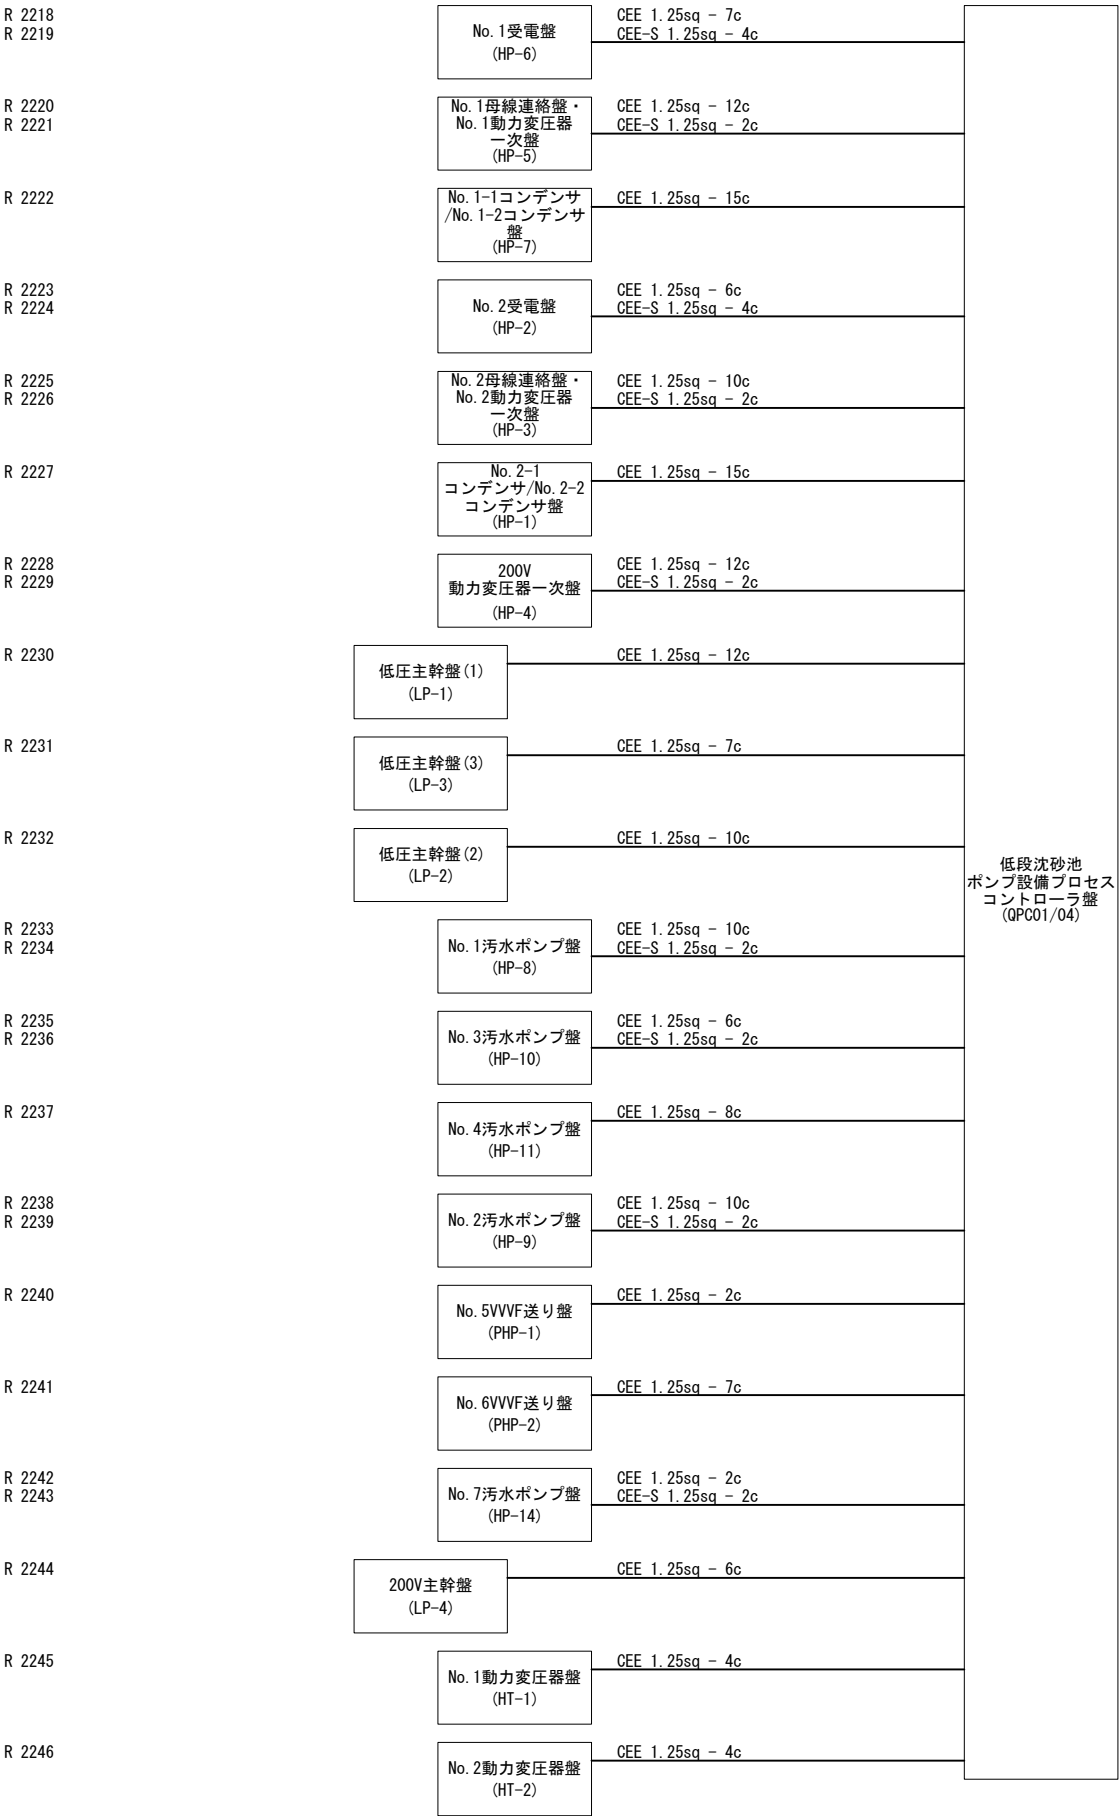 R 2218
R 2219
No.1受電盤
(HP-6)
CEE 1.25sq - 7c
CEE-S 1.25sq - 4c
R 2220
R 2221
No.1母線連絡盤・
No.1動力変圧器
一次盤
(HP-5)
CEE 1.25sq - 12c
CEE-S 1.25sq - 2c
R 2222
No.1-1コンデンサ
/No.1-2コンデンサ
盤
(HP-7)
CEE 1.25sq - 15c
R 2223
R 2224
No.2受電盤
(HP-2)
CEE 1.25sq - 6c
CEE-S 1.25sq - 4c
R 2225
R 2226
No.2母線連絡盤・
No.2動力変圧器
一次盤
(HP-3)
CEE 1.25sq - 10c
CEE-S 1.25sq - 2c
R 2227
No.2-1
コンデンサ/No.2-2
コンデンサ盤
(HP-1)
CEE 1.25sq - 15c
R 2228
R 2229
200V
動力変圧器一次盤
(HP-4)
CEE 1.25sq - 12c
CEE-S 1.25sq - 2c
R 2230
低圧主幹盤(1)
(LP-1)
CEE 1.25sq - 12c
R 2231
低圧主幹盤(3)
(LP-3)
CEE 1.25sq - 7c
R 2232
低圧主幹盤(2)
(LP-2)
CEE 1.25sq - 10c
低段沈砂池
ポンプ設備プロセス
コントローラ盤
(QPC01/04)
R 2233
R 2234
No.1汚水ポンプ盤
(HP-8)
CEE 1.25sq - 10c
CEE-S 1.25sq - 2c
R 2235
R 2236
No.3汚水ポンプ盤
(HP-10)
CEE 1.25sq - 6c
CEE-S 1.25sq - 2c
R 2237
No.4汚水ポンプ盤
(HP-11)
CEE 1.25sq - 8c
R 2238
R 2239
No.2汚水ポンプ盤
(HP-9)
CEE 1.25sq - 10c
CEE-S 1.25sq - 2c
R 2240
No.5VVVF送り盤
(PHP-1)
CEE 1.25sq - 2c
R 2241
No.6VVVF送り盤
(PHP-2)
CEE 1.25sq - 7c
R 2242
R 2243
No.7汚水ポンプ盤
(HP-14)
CEE 1.25sq - 2c
CEE-S 1.25sq - 2c
R 2244
200V主幹盤
(LP-4)
CEE 1.25sq - 6c
R 2245
No.1動力変圧器盤
(HT-1)
CEE 1.25sq - 4c
R 2246
No.2動力変圧器盤
(HT-2)
CEE 1.25sq - 4c